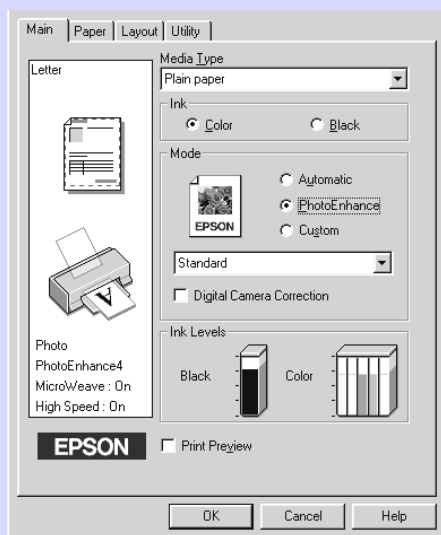 Main Paper Layout Utility
Letter
Photo
PhotoEnhance4
MicroWeave : On
High Speed : On
EPSON
Media Type
Plain paper
Ink
Color Black
Mode
EPSON
Automatic
PhotoEnhance
Custom
Standard
Digital Camera Correction
Ink Levels
Black Color
Print Preview
OK Cancel Help